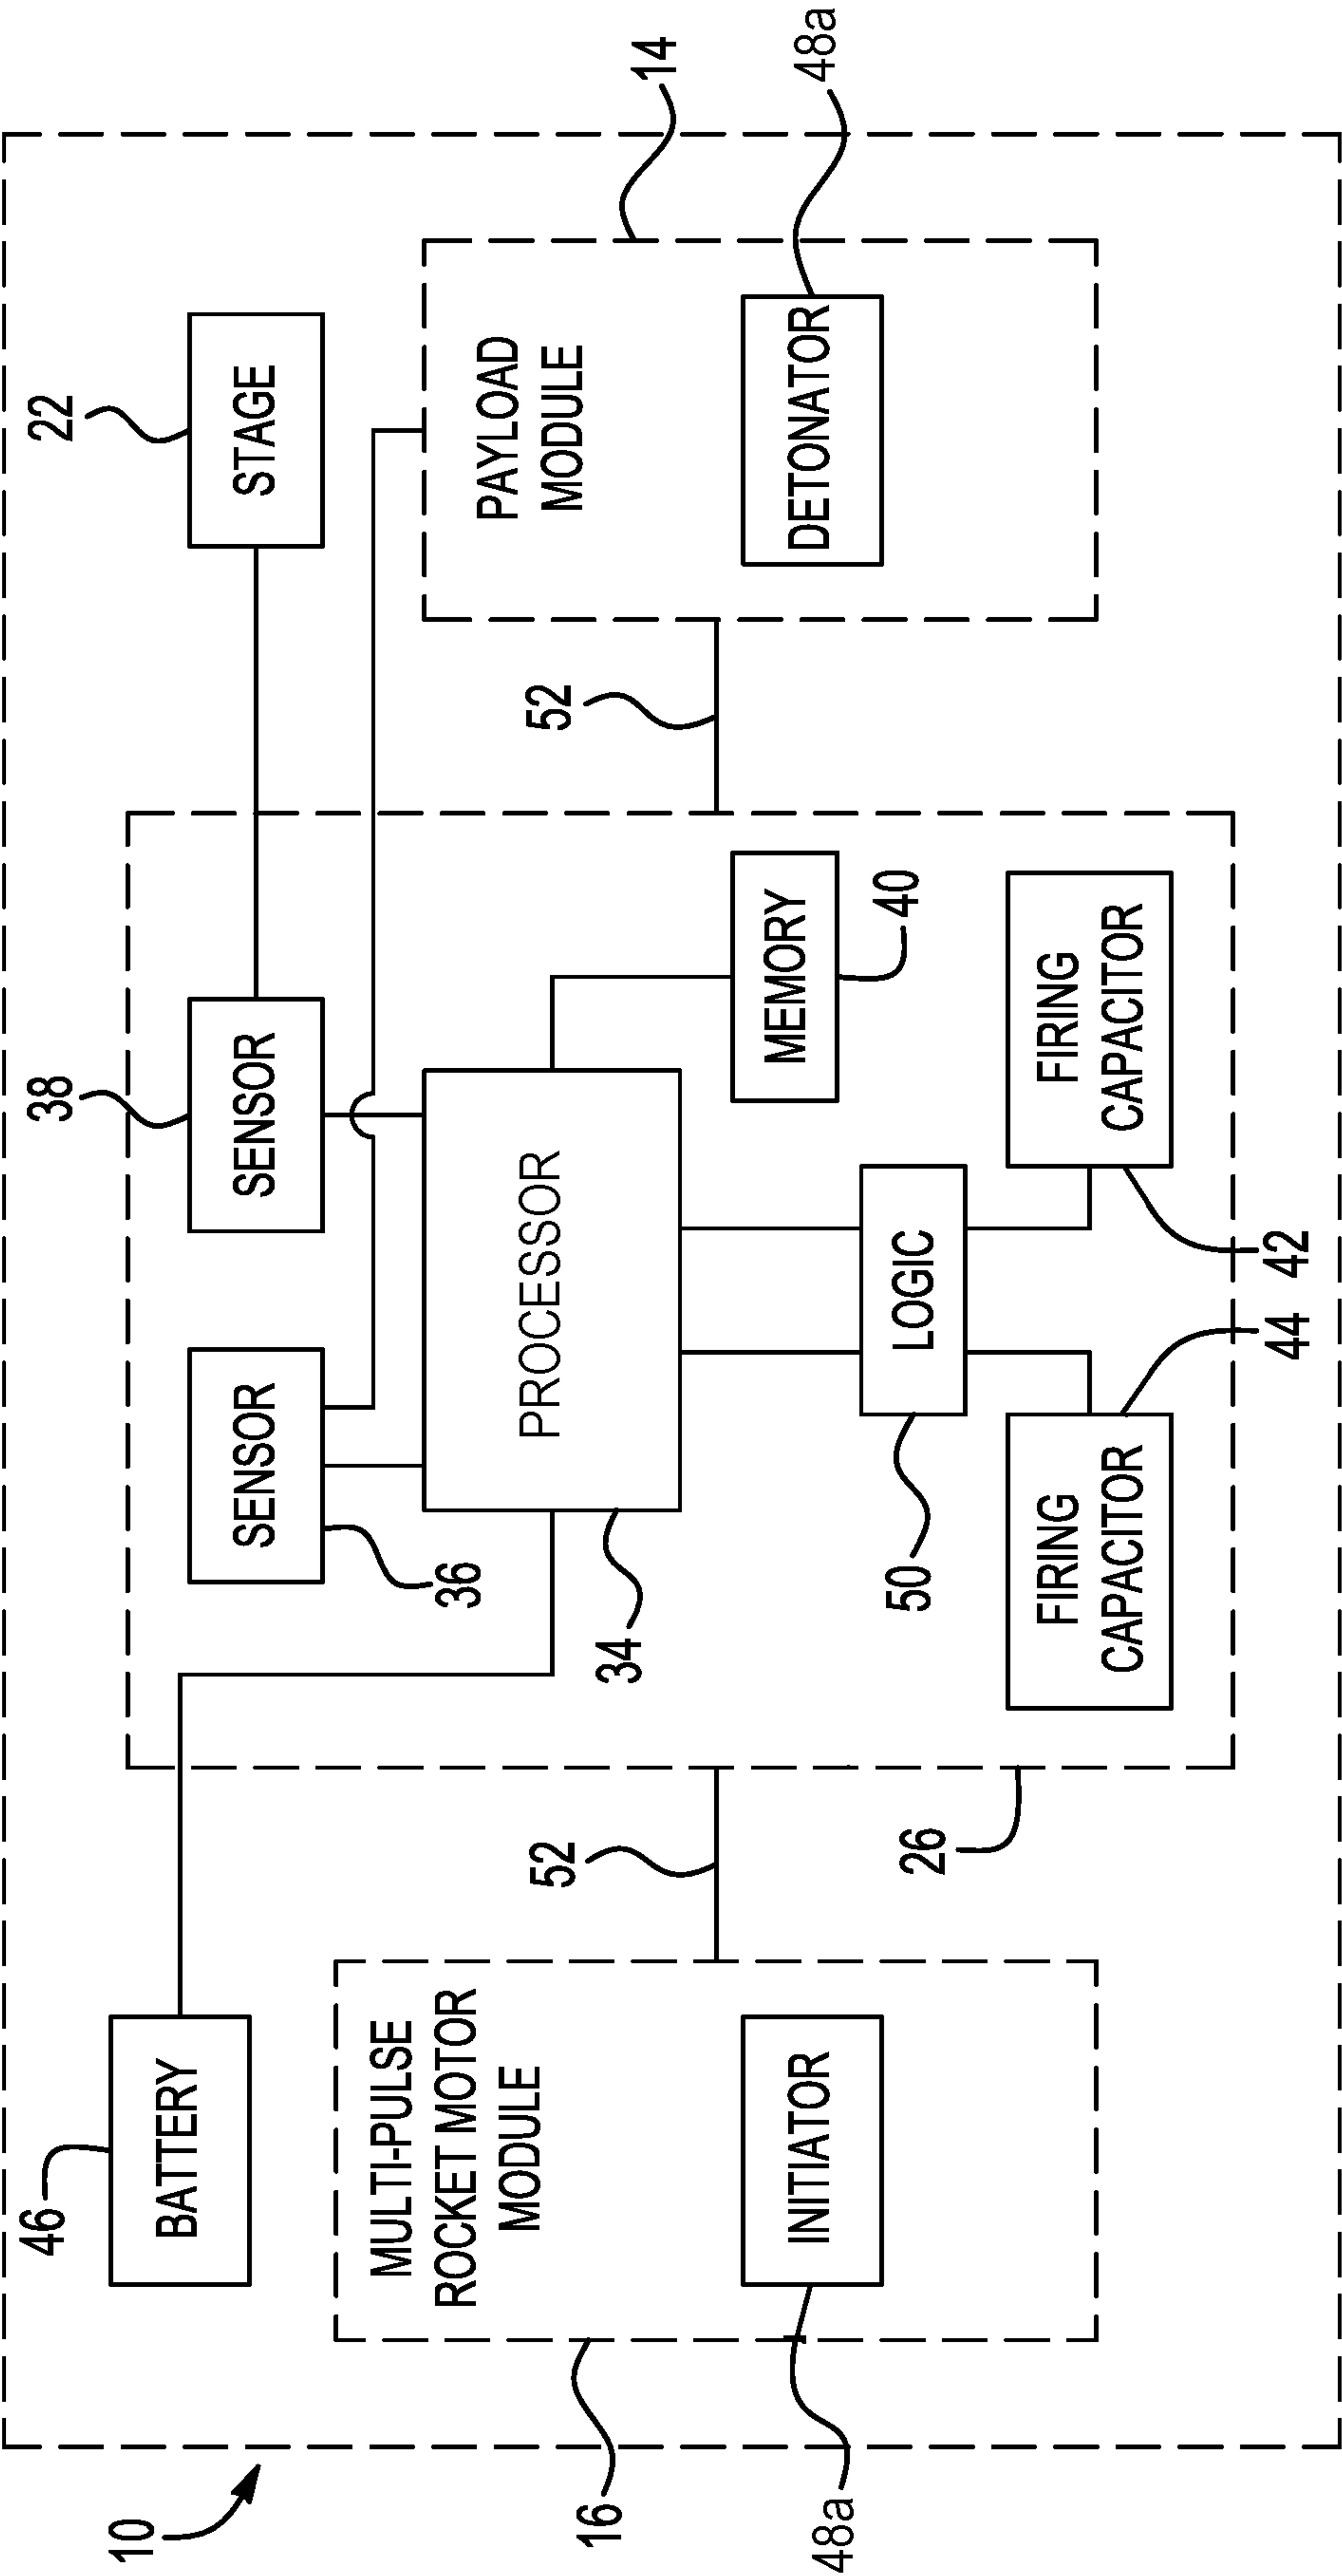 10
46
BATTERY
36
SENSOR
38
SENSOR
22
STAGE
16
MULTI-PULSE
ROCKET MOTOR
MODULE
INITIATOR
48a
52
26
34
PROCESSOR
MEMORY
40
50
LOGIC
FIRING
CAPACITOR
44
FIRING
CAPACITOR
42
52
14
PAYLOAD
MODULE
DETONATOR
48a